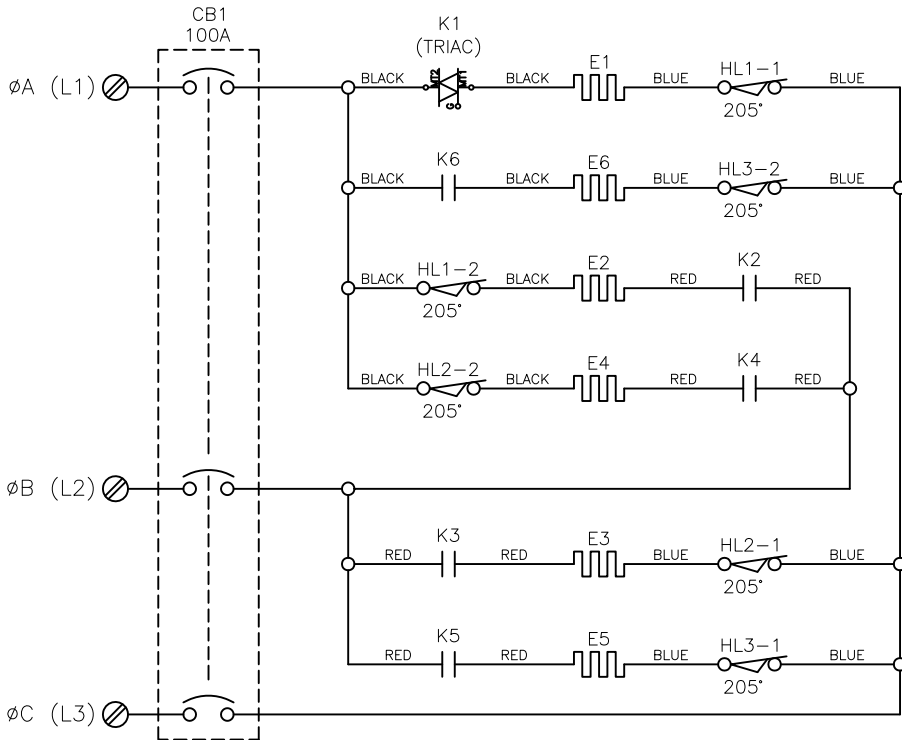 CB1
100A
K1
(TRIAC)
øA (L1)
BLACK
MT2
MT1
G
BLACK
E1
BLUE
HL1-1
205°
BLUE
BLACK
K6
BLACK
E6
BLUE
HL3-2
205°
BLUE
BLACK
HL1-2
205°
BLACK
E2
RED
K2
RED
BLACK
HL2-2
205°
BLACK
E4
RED
K4
RED
øB (L2)
RED
K3
RED
E3
BLUE
HL2-1
205°
BLUE
RED
K5
RED
E5
BLUE
HL3-1
205°
BLUE
øC (L3)